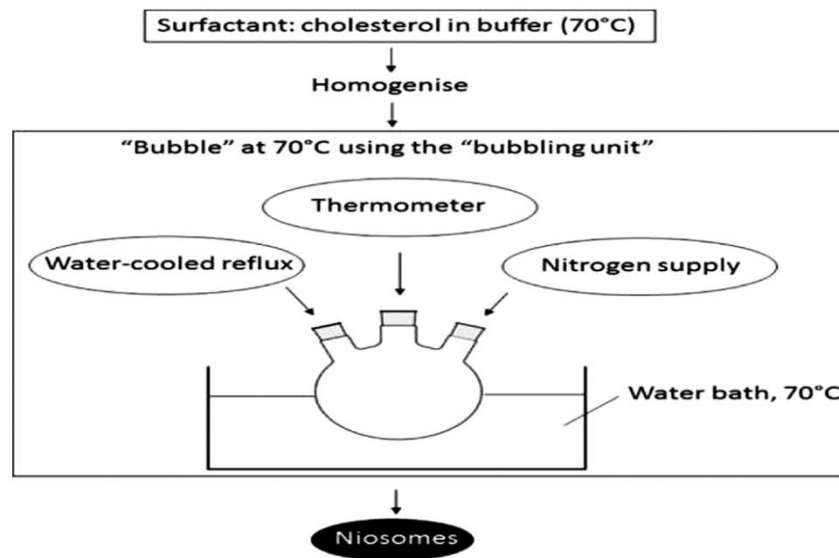 Surfactant: cholesterol in buffer (70°C)
Homogenise
“Bubble” at 70°C using the “bubbling unit”
Thermometer
Water-cooled reflux
Nitrogen supply
Water bath, 70°C
Niosomes